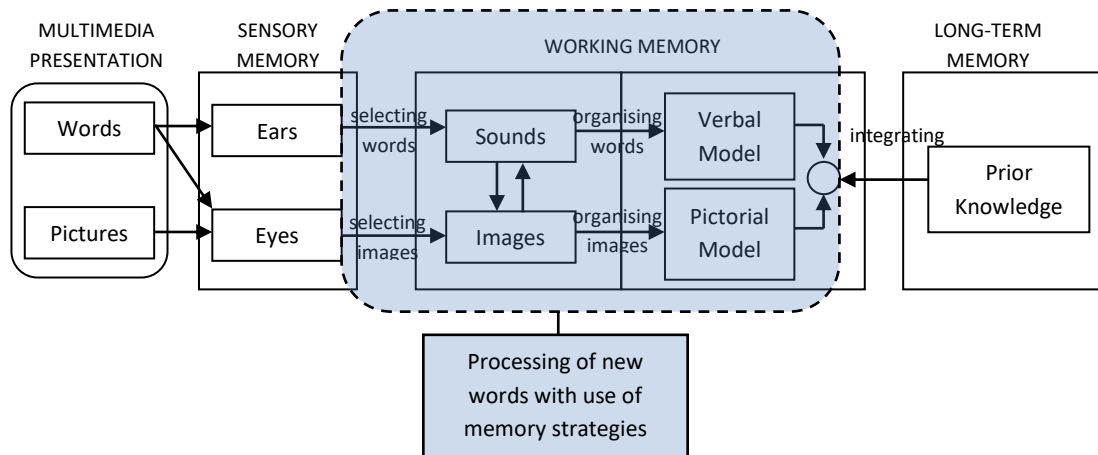 MULTIMEDIA
PRESENTATION
SENSORY
MEMORY
WORKING MEMORY
LONG-TERM
MEMORY
Words
Pictures
Ears
Eyes
selecting
words
selecting
images
Sounds
Images
organising
words
organising
images
Verbal
Model
Pictorial
Model
integrating
Prior
Knowledge
Processing of new
words with use of
memory strategies